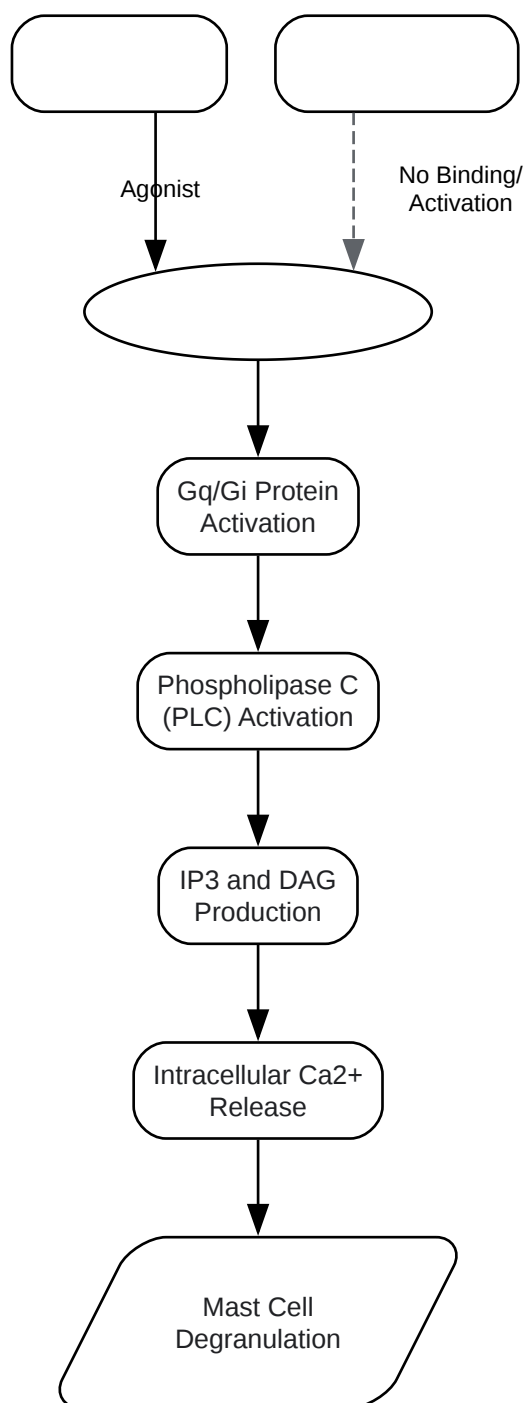 Agonist
No Binding/
Activation
Gq/Gi Protein
Activation
Phospholipase C
(PLC) Activation
IP3 and DAG
Production
Intracellular Ca2+
Release
Mast Cell
Degranulation